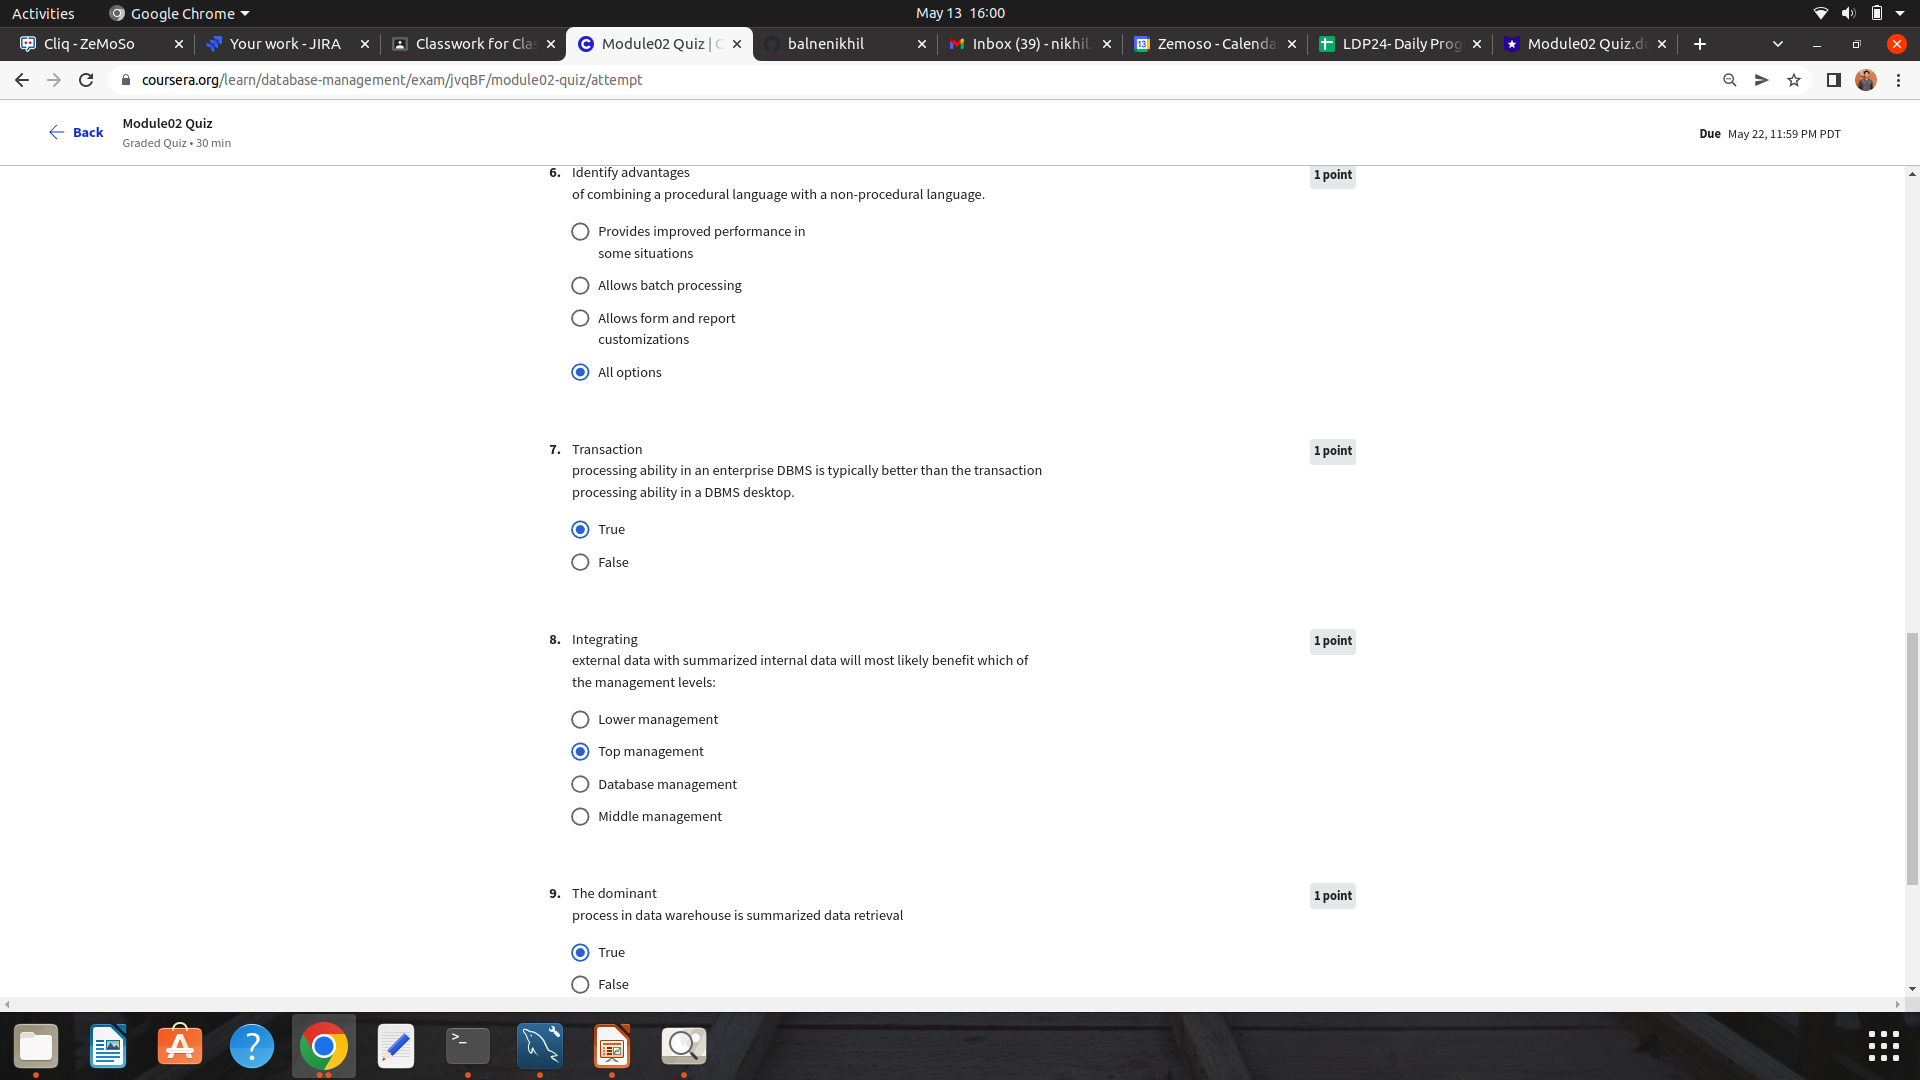 Activities
Google Chrome
May 13 16:00
Cliq - ZeMoSo
Your work - JIRA
Classwork for Clas
Module02 Quiz | C
balnenikhil
Inbox (39) - nikhil.
13
Zemoso - Calenda
LDP24- Daily Prog
Module02 Quiz.do
coursera.org/learn/database-management/exam/jvqBF/module02-quiz/attempt
Back
Module02 Quiz
Graded Quiz • 30 min
Due May 22, 11:59 PM PDT
6. Identify advantages
of combining a procedural language with a non-procedural language.
1 point
Provides improved performance in
some situations
Allows batch processing
Allows form and report
customizations
All options
7. Transaction
processing ability in an enterprise DBMS is typically better than the transaction
processing ability in a DBMS desktop.
1 point
True
False
8. Integrating
external data with summarized internal data will most likely benefit which of
the management levels:
1 point
Lower management
Top management
Database management
Middle management
9. The dominant
process in data warehouse is summarized data retrieval
1 point
True
False